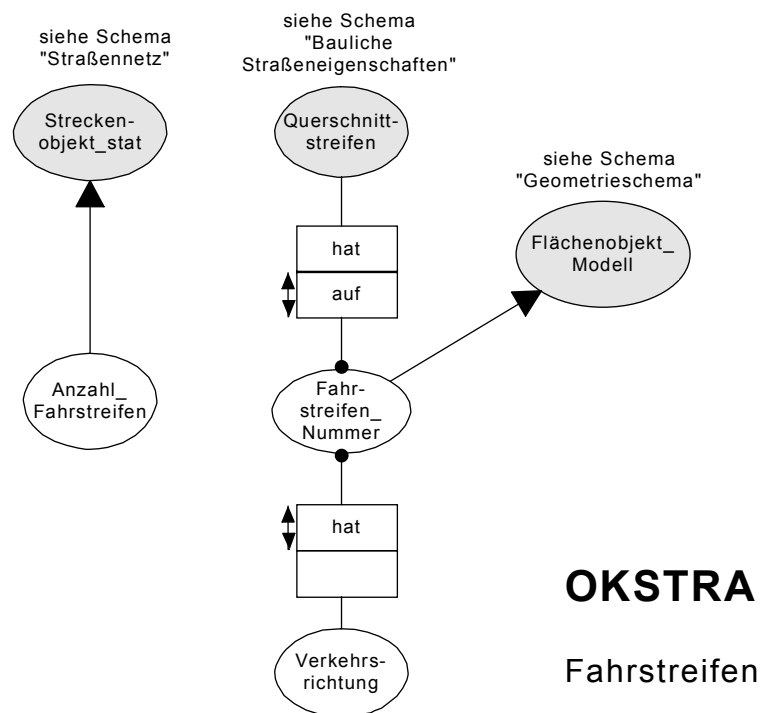 siehe Schema
"Straßennetz"
siehe Schema
"Bauliche
Straßeneigenschaften"
Strecken-
objekt_stat
Querschnitt-
streifen
siehe Schema
"Geometrieschema"
Flächenobjekt_
Modell
hat
auf
Anzahl_
Fahrstreifen
Fahr-
streifen_
Nummer
hat
Verkehrs-
richtung
OKSTRA
Fahrstreifen